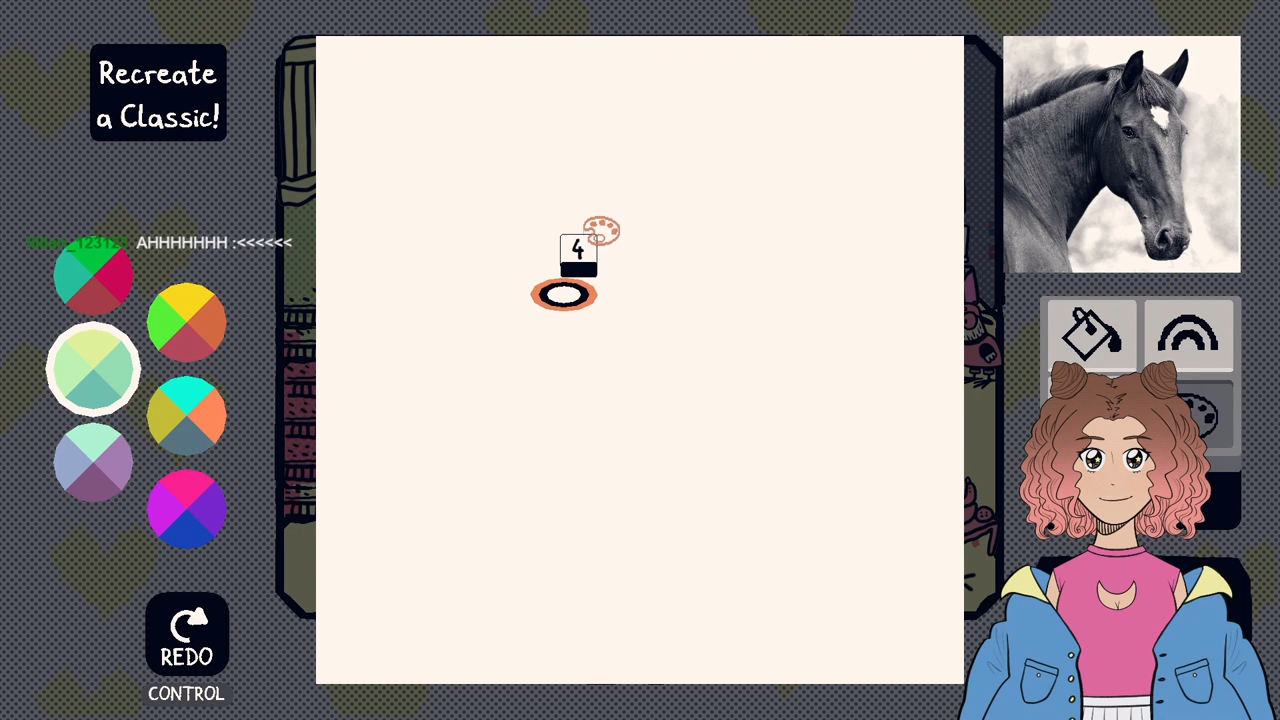 Recreate
a Classic!
AHHHHHHH :<<<<<<
4
REDO
CONTROL